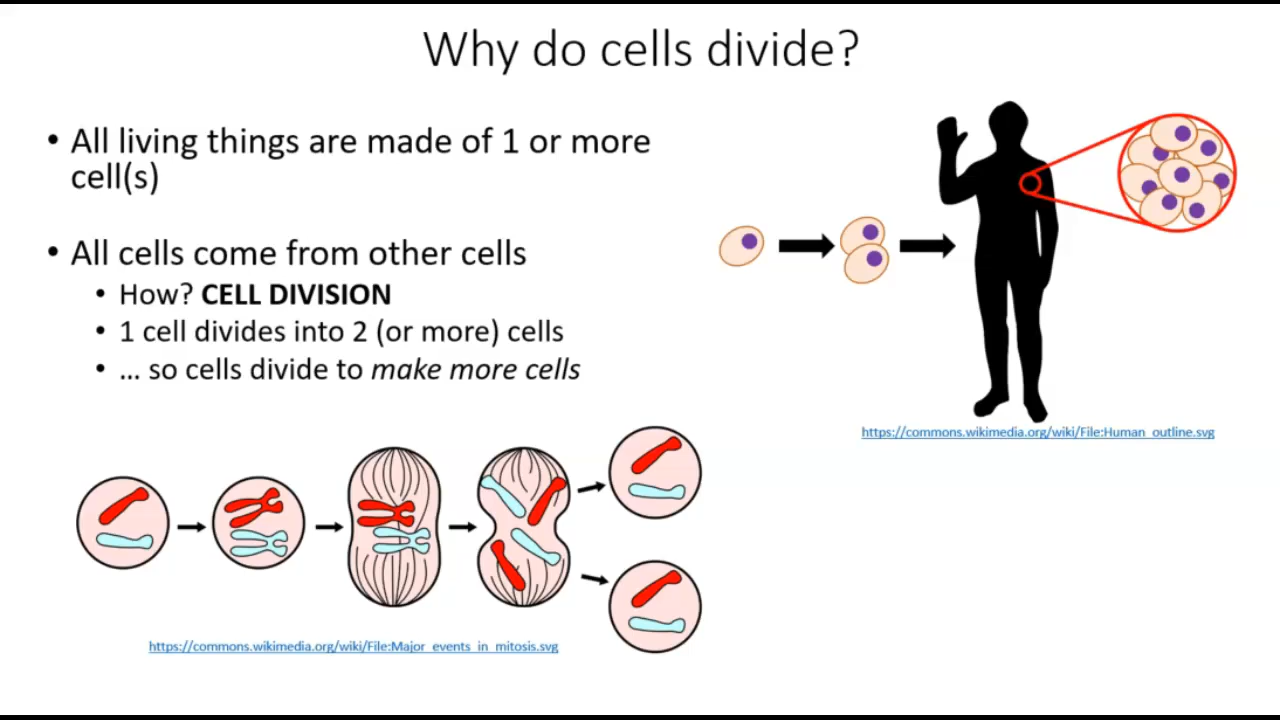 Why do cells divide?
• All living things are made of 1 or more
cell(s)
• All cells come from other cells
• How? CELL DIVISION
• 1 cell divides into 2 (or more) cells
• … so cells divide to make more cells
https://commons.wikimedia.org/wiki/File:Human_outline.svg
https://commons.wikimedia.org/wiki/File:Major_events_in_mitosis.svg